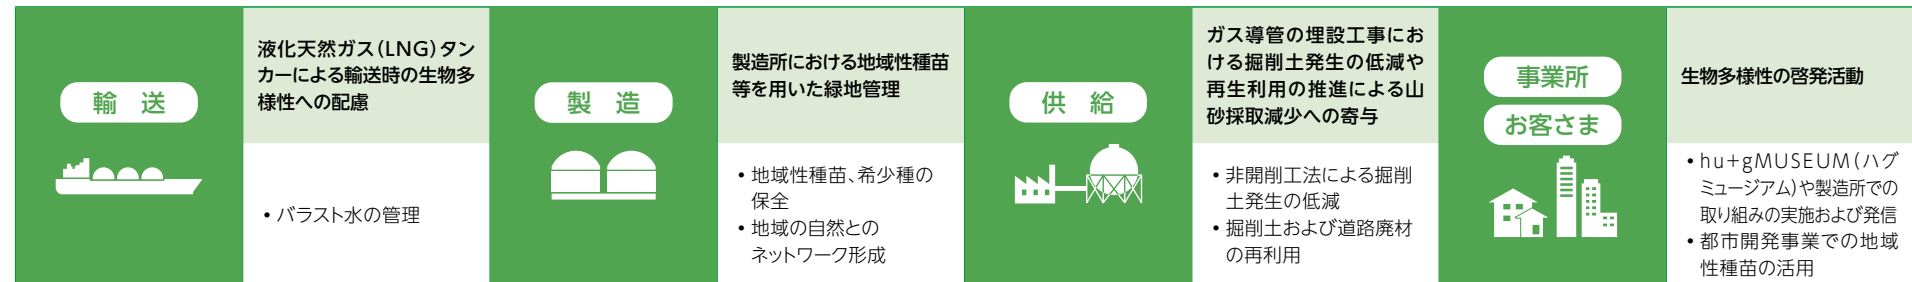 輸 送
液化天然ガス(LNG)タン
カーによる輸送時の生物多
様性への配慮
• バラスト水の管理
製 造
製造所における地域性種苗
等を用いた緑地管理
• 地域性種苗、希少種の
保全
• 地域の自然との
ネットワーク形成
供 給
ガス導管の埋設工事にお
ける掘削土発生の低減や
再生利用の推進による山
砂採取減少への寄与
• 非開削工法による掘削
土発生の低減
• 掘削土および道路廃材
の再利用
事業所
お客さま
生物多様性の啓発活動
• hu+gMUSEUM(ハグ
ミュージアム)や製造所での
取り組みの実施および発信
• 都市開発事業での地域
性種苗の活用